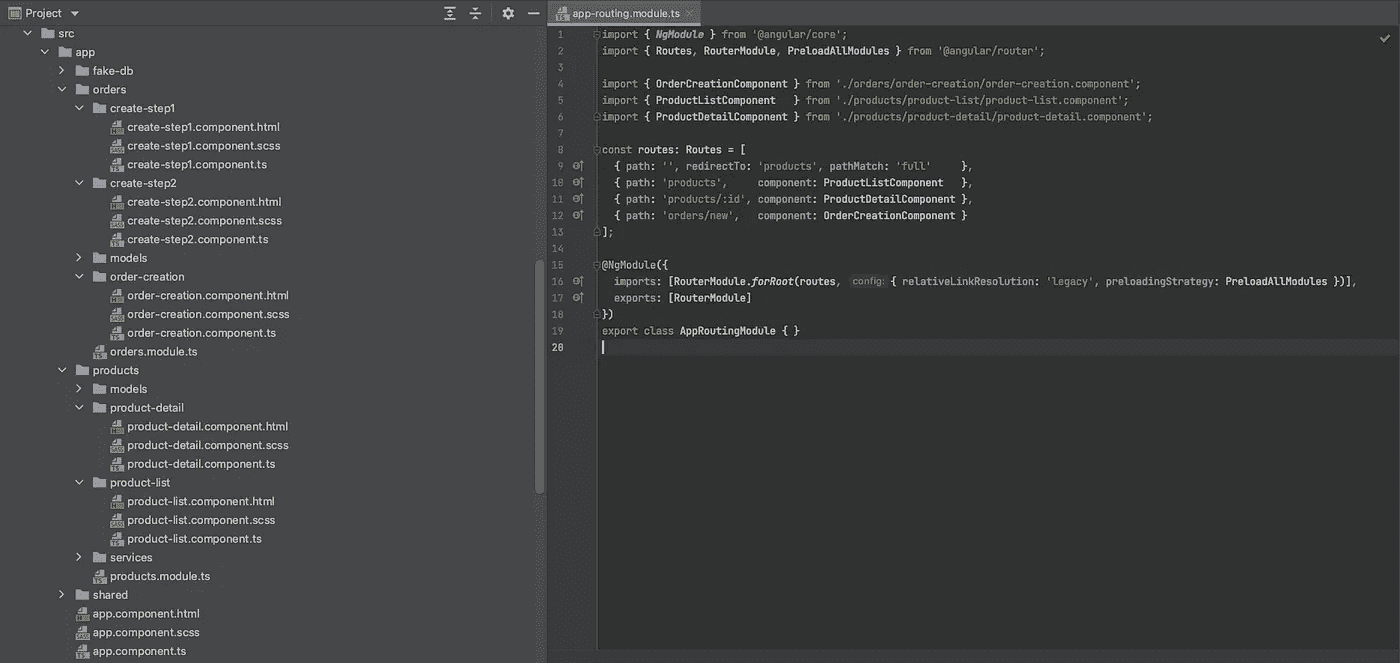 Project
src
app
fake-db
orders
create-step1
create-step1.component.html
create-step1.component.scss
create-step1.component.ts
create-step2
create-step2.component.html
create-step2.component.scss
create-step2.component.ts
models
order-creation
order-creation.component.html
order-creation.component.scss
order-creation.component.ts
orders.module.ts
products
models
product-detail
product-detail.component.html
product-detail.component.scss
product-detail.component.ts
product-list
product-list.component.html
product-list.component.scss
product-list.component.ts
services
products.module.ts
shared
app.component.html
app.component.scss
app.component.ts
app-routing.module.ts
1 import { NgModule } from '@angular/core';
2 import { Routes, RouterModule, PreloadAllModules } from '@angular/router';
3
4 import { OrderCreationComponent } from './orders/order-creation/order-creation.component';
5 import { ProductListComponent   } from './products/product-list/product-list.component';
6 import { ProductDetailComponent } from './products/product-detail/product-detail.component';
7
8 const routes: Routes = [
9   { path: '', redirectTo: 'products', pathMatch: 'full'     },
10   { path: 'products',     component: ProductListComponent   },
11   { path: 'products/:id', component: ProductDetailComponent },
12   { path: 'orders/new',   component: OrderCreationComponent }
13 ];
14
15 @NgModule({
16   imports: [RouterModule.forRoot(routes, config: { relativeLinkResolution: 'legacy', preloadingStrategy: PreloadAllModules })],
17   exports: [RouterModule]
18 })
19 export class AppRoutingModule { }
20